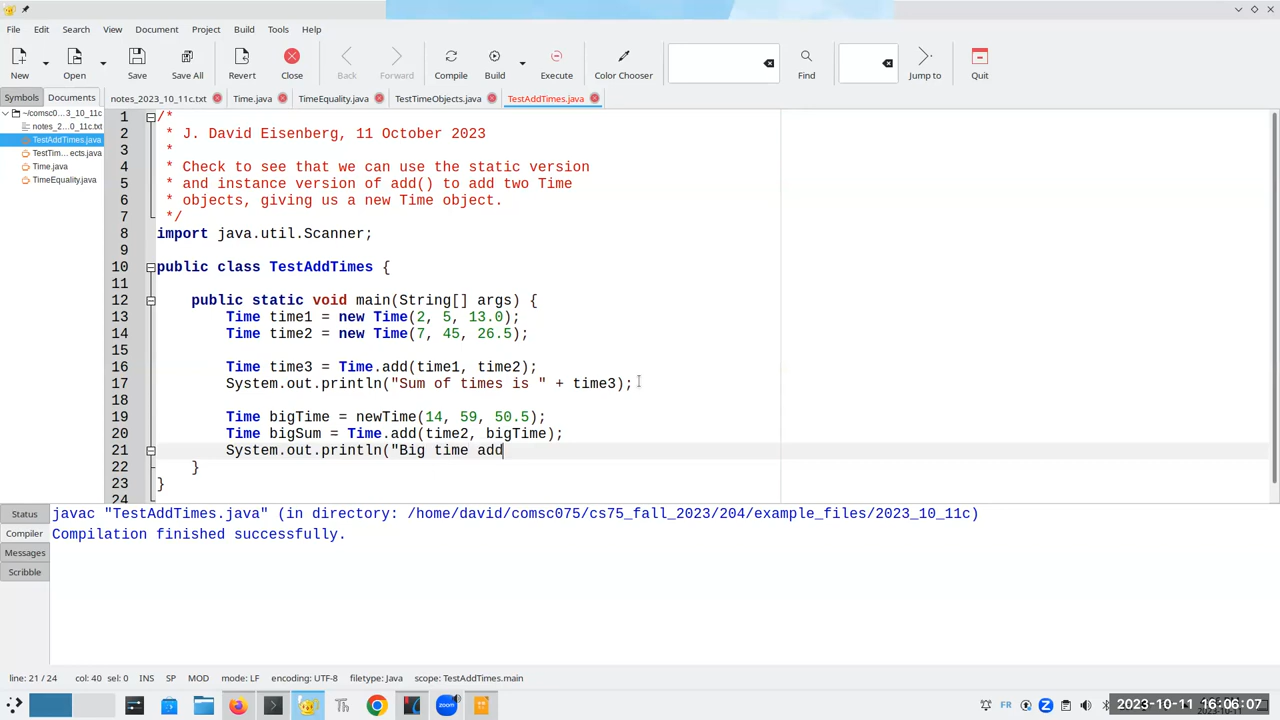 File Edit Search View Document Project Build Tools Help
New Open Save Save All Revert Close Back Forward Compile Build Execute Color Chooser Find Jump to Quit
Symbols Documents notes_2023_10_11c.txt Time.java TimeEquality.java TestTimeObjects.java TestAddTimes.java
~/comsc0...3_10_11c
notes_2...0_11c.txt
TestAddTimes.java
TestTim...ects.java
Time.java
TimeEquality.java
1 /*
2 * J. David Eisenberg, 11 October 2023
3 *
4 * Check to see that we can use the static version
5 * and instance version of add() to add two Time
6 * objects, giving us a new Time object.
7 */
8 import java.util.Scanner;
9
10 public class TestAddTimes {
11
12 public static void main(String[] args) {
13 Time time1 = new Time(2, 5, 13.0);
14 Time time2 = new Time(7, 45, 26.5);
15
16 Time time3 = Time.add(time1, time2);
17 System.out.println("Sum of times is " + time3);
18
19 Time bigTime = newTime(14, 59, 50.5);
20 Time bigSum = Time.add(time2, bigTime);
21 System.out.println("Big time add
22 }
23 }
24
Status
Compiler
Messages
Scribble
javac "TestAddTimes.java" (in directory: /home/david/comsc075/cs75_fall_2023/204/example_files/2023_10_11c)
Compilation finished successfully.
line: 21 / 24 col: 40 sel: 0 INS SP MOD mode: LF encoding: UTF-8 filetype: Java scope: TestAddTimes.main
Th zoom FR 2023-10-11 16:06:07